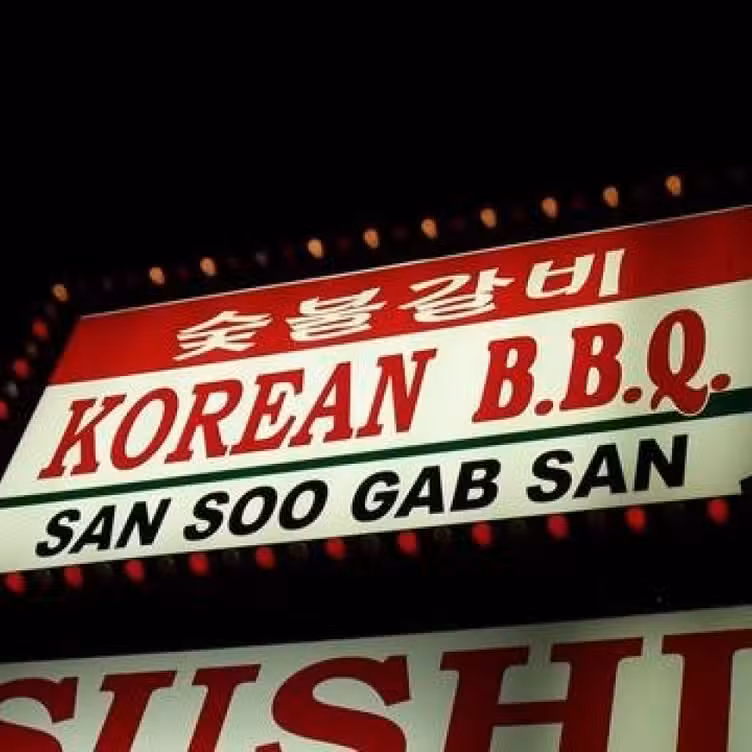 숯불갈비
KOREAN B.B.Q.
SAN SOO GAB SAN
SUSHI